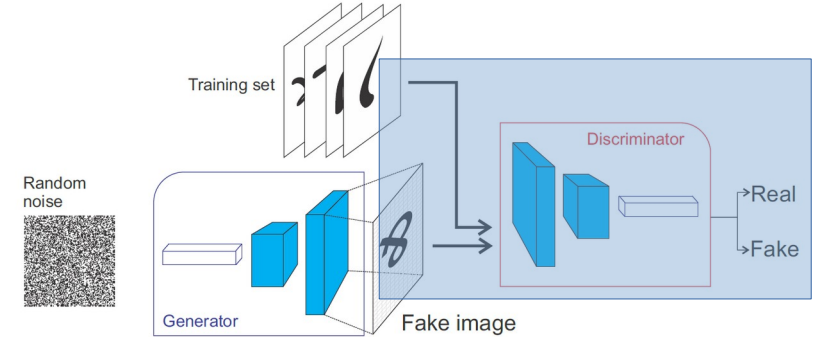 Training set
Discriminator
Random
noise
Real
Fake
Generator
Fake image